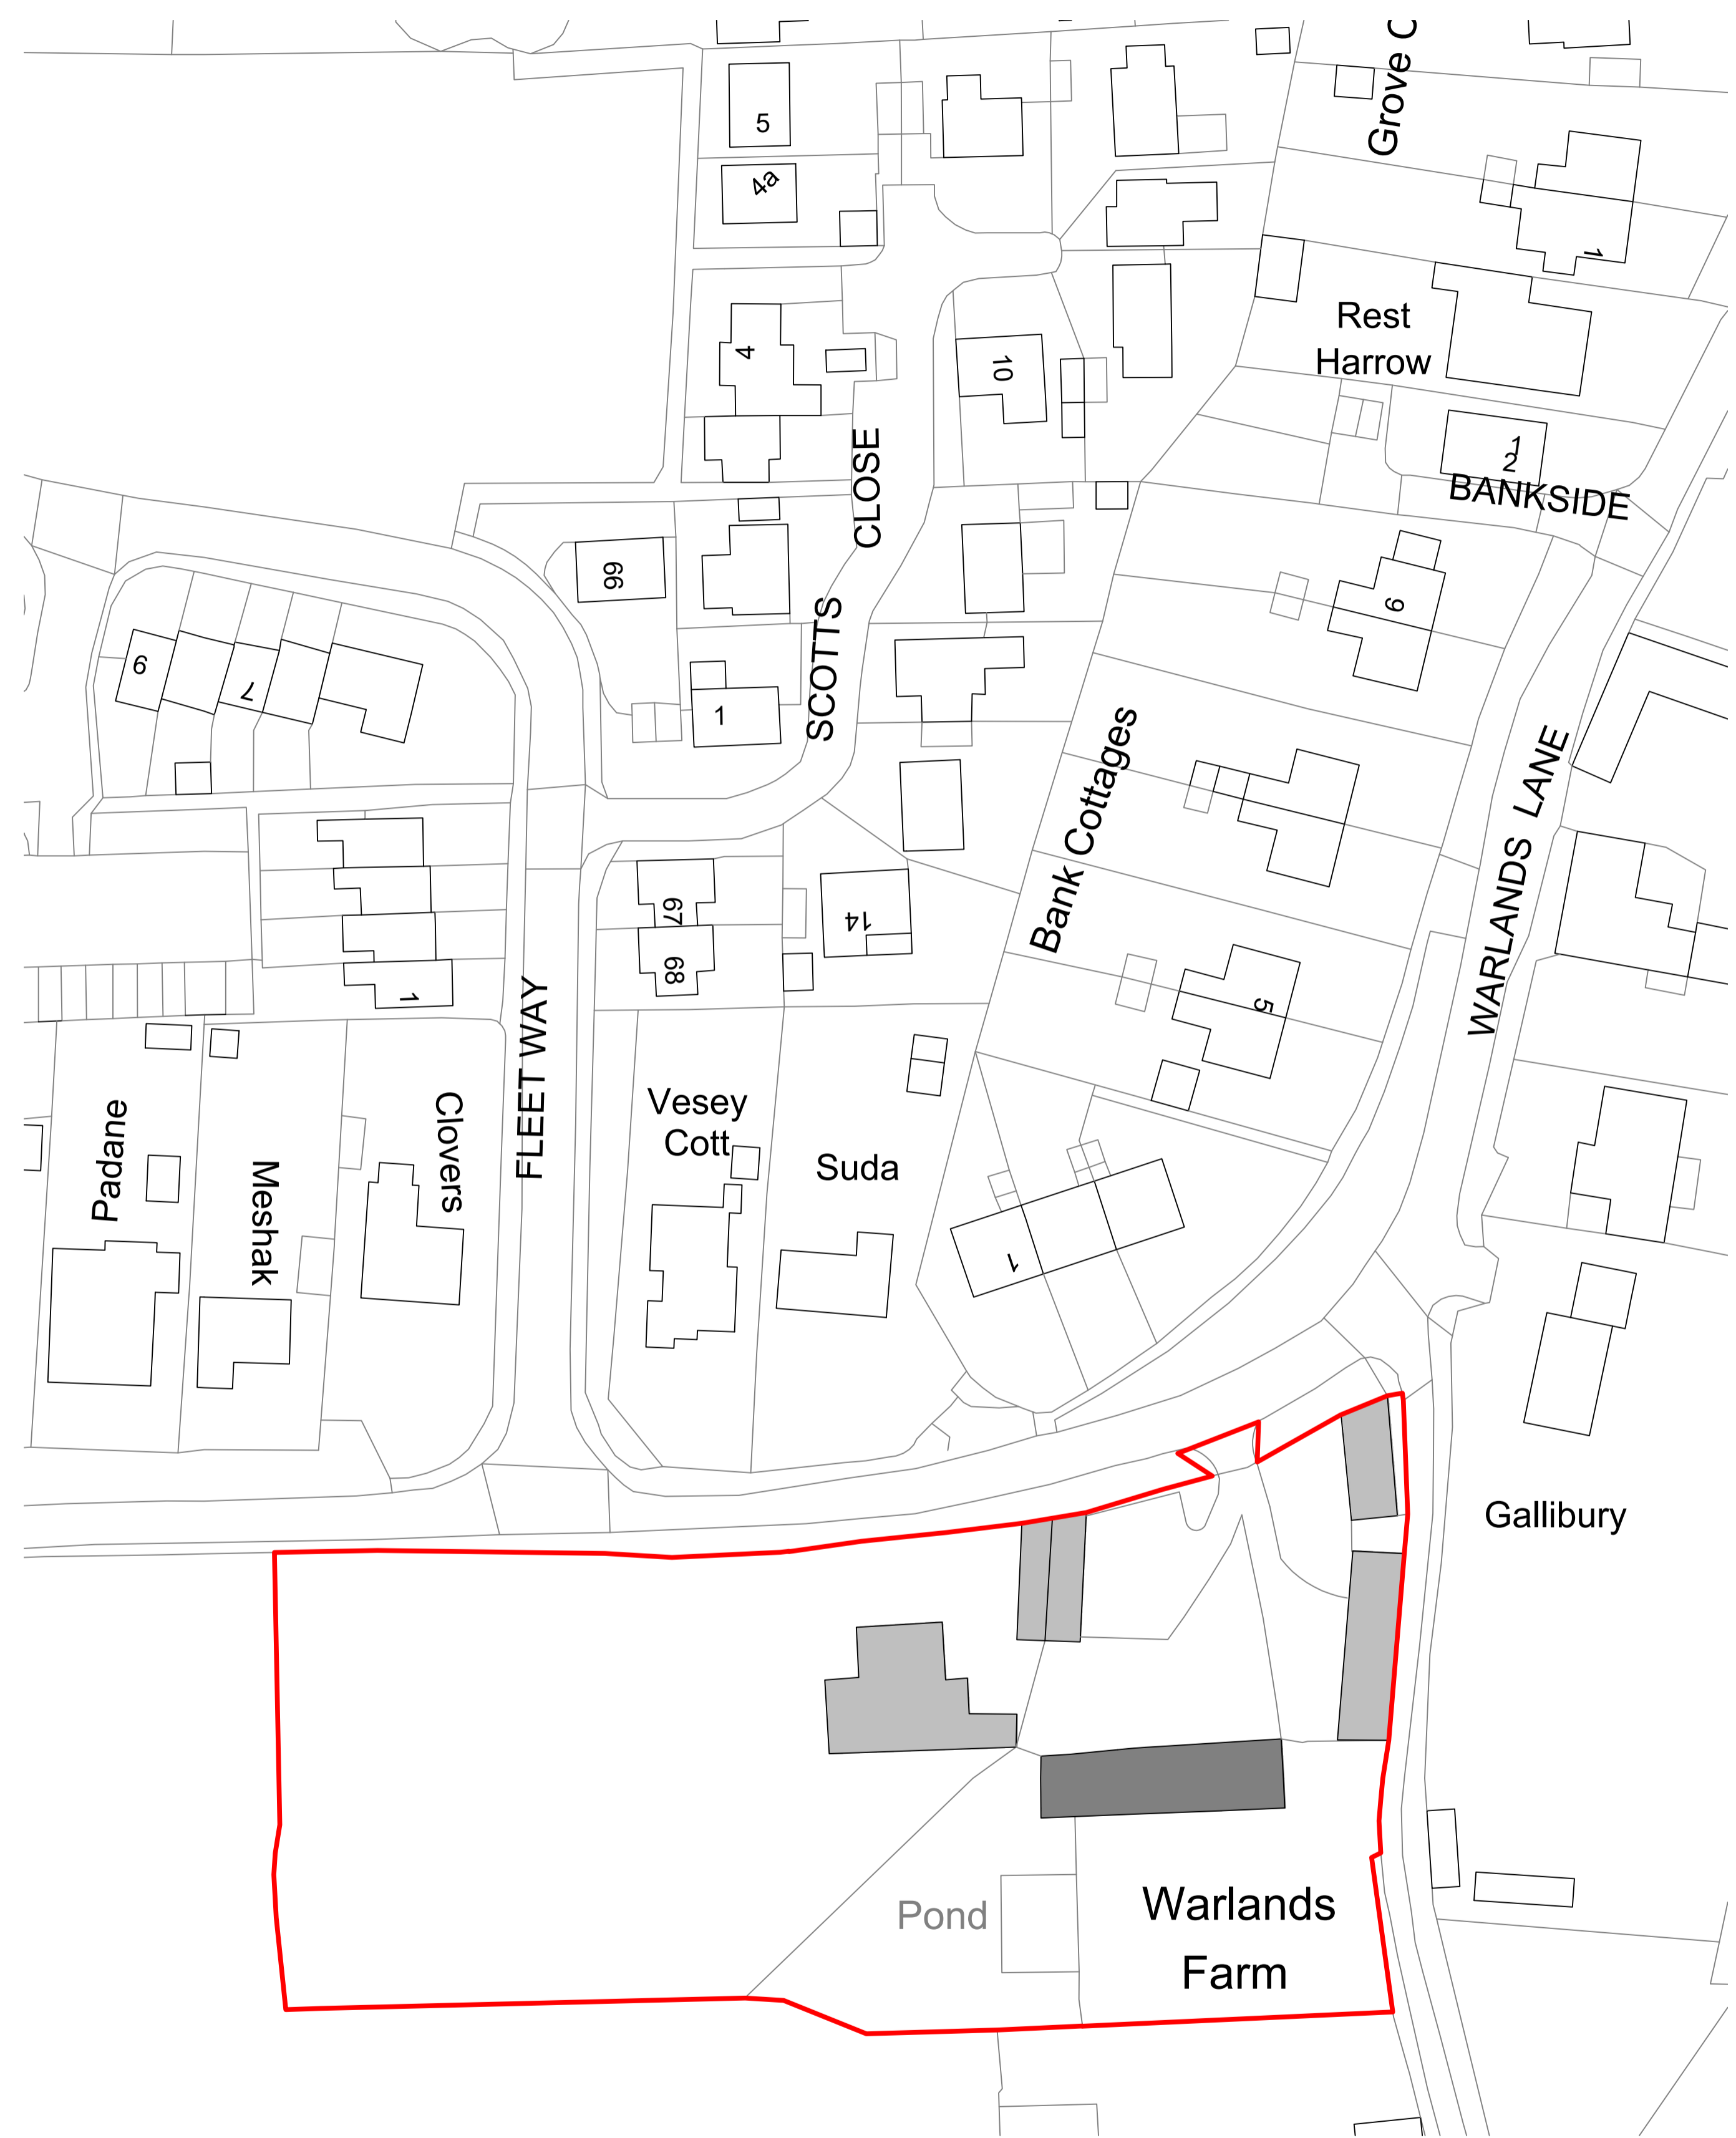 Grove C
5
4a
1
Rest
Harrow
4
10
1
2
BANKSIDE
CLOSE
66
9
6
7
1
SCOTTS
Bank Cottages
WARLANDS LANE
67
14
68
1
5
FLEET WAY
Padane
Meshak
Clovers
Vesey
Cott
Suda
1
Gallibury
Pond
Warlands
Farm